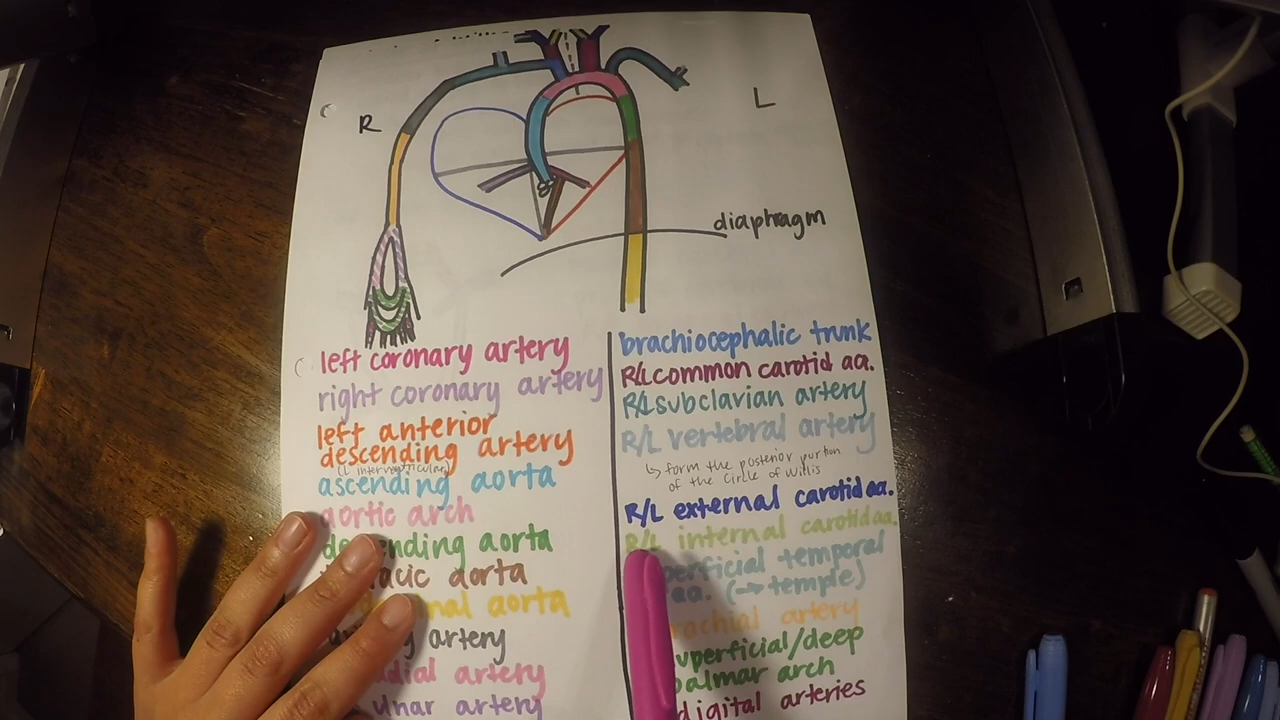 R
L
diaphragm
left coronary artery
right coronary artery
left anterior
descending artery
(L interventricular)
ascending aorta
aortic arch
descending aorta
aorta
aorta
artery
artery
artery
brachiocephalic trunk
R/L common carotid aa.
R/L subclavian artery
R/L vertebral artery
↳ form the posterior portion
of the Circle of Willis
R/L external carotid aa.
R/L internal carotid aa.
temporal
aa. (→ temple)
artery
superficial/deep
palmar arch
digital arteries